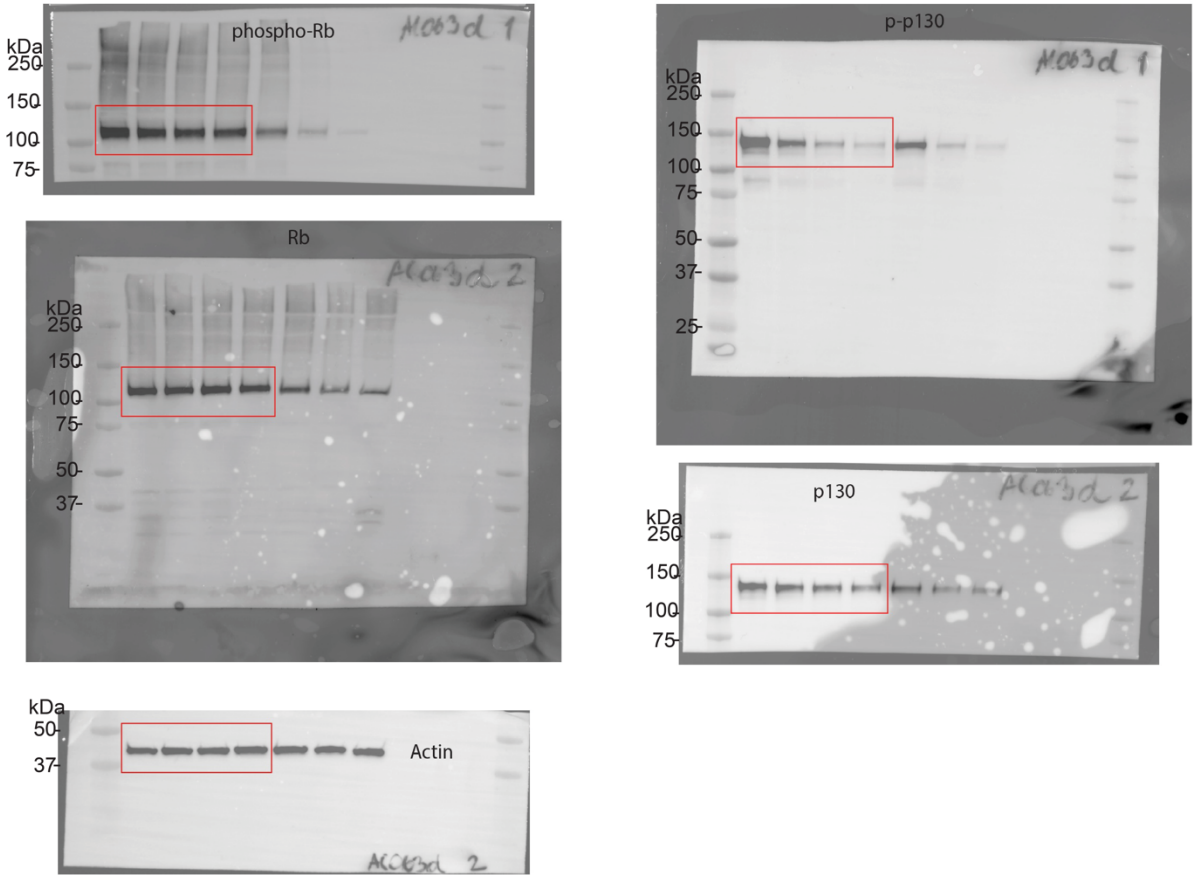 phospho-Rb
kDa
250-
150-
100-
75-
p-p130
kDa
250-
150-
100-
75-
50-
37-
25-
Rb
kDa
250-
150-
100-
75-
50-
37-
p130
kDa
250-
150-
100-
75-
kDa
50-
37-
Actin